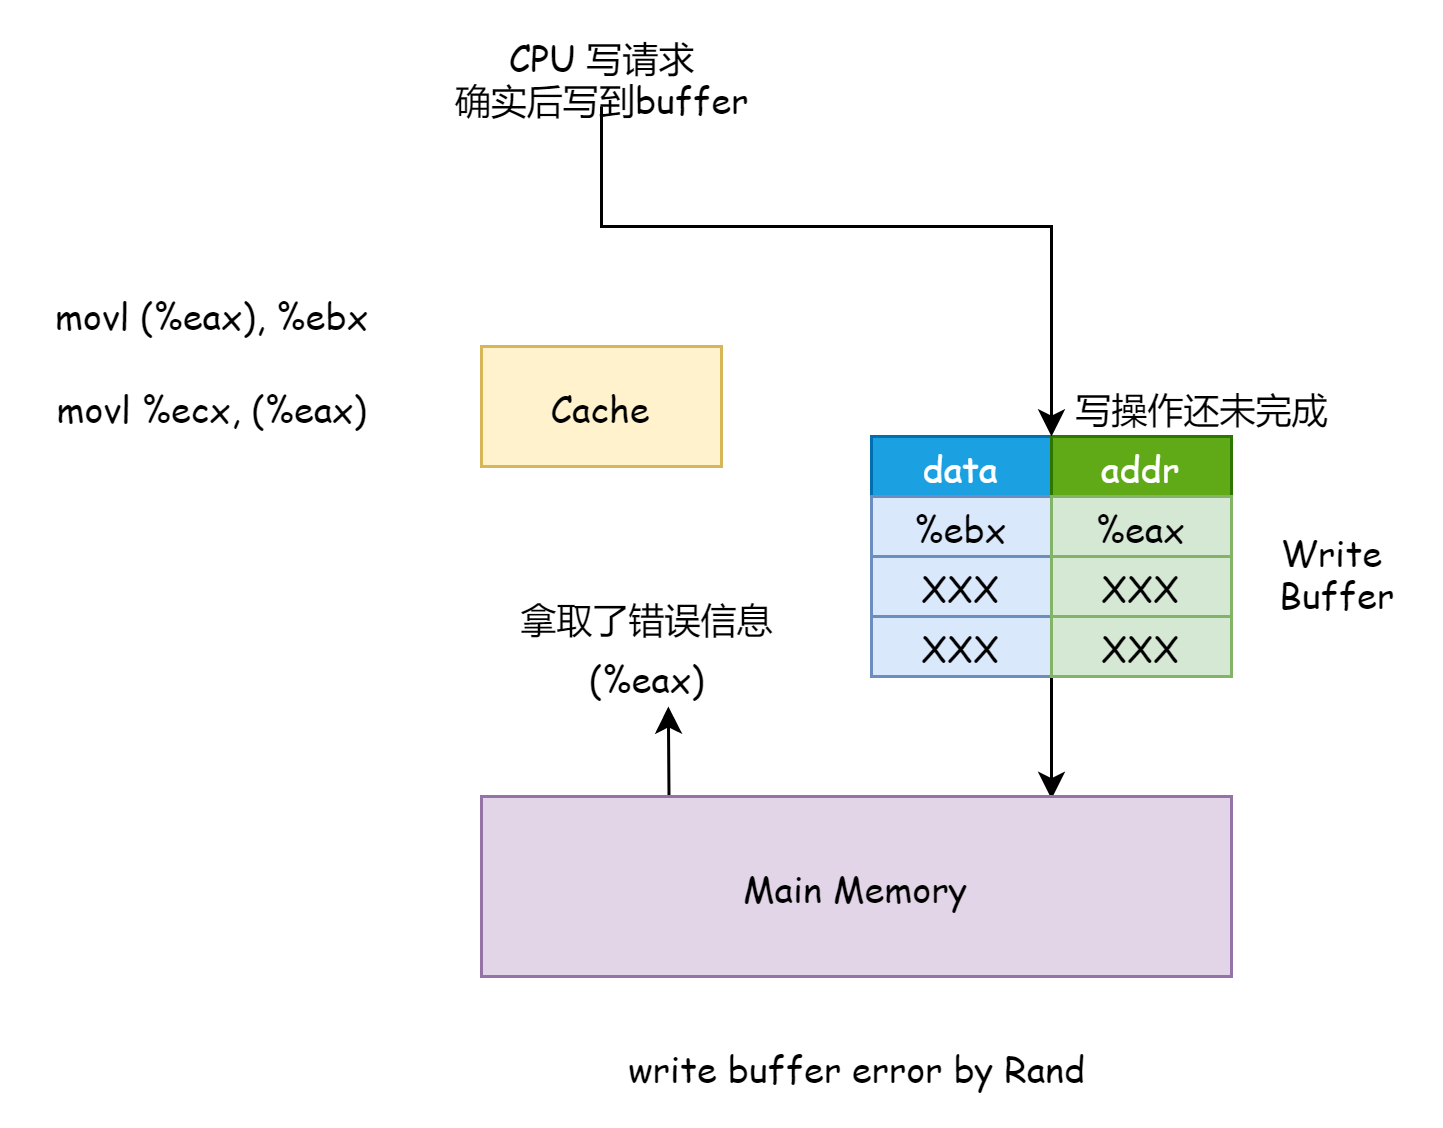 CPU 写请求
确实后写到buffer
movl (%eax), %ebx
movl %ecx, (%eax)
Cache
写操作还未完成
data addr
%ebx %eax
XXX XXX
XXX XXX
Write
Buffer
拿取了错误信息
(%eax)
Main Memory
write buffer error by Rand